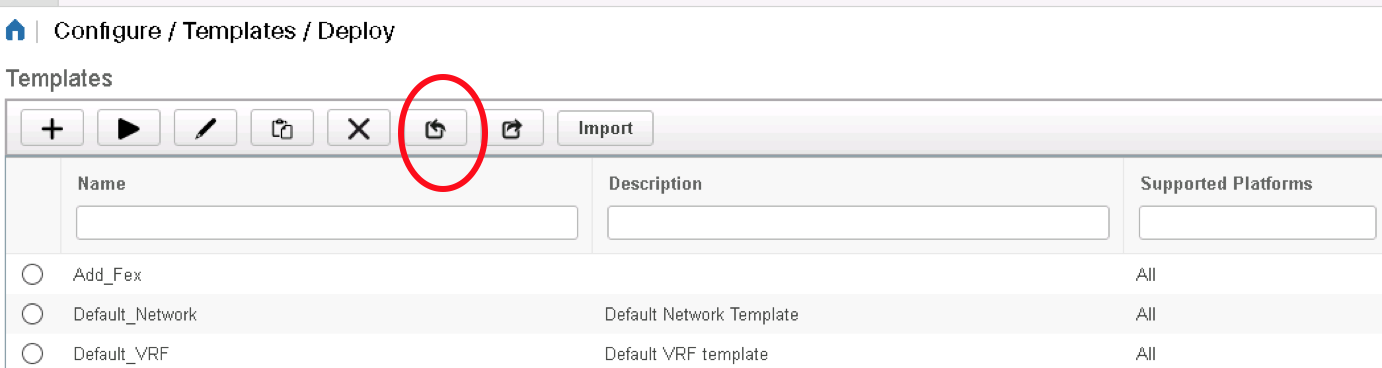 Configure / Templates / Deploy
Templates
Import
Name Description Supported Platforms
Add_Fex All
Default_Network Default Network Template All
Default_VRF Default VRF template All